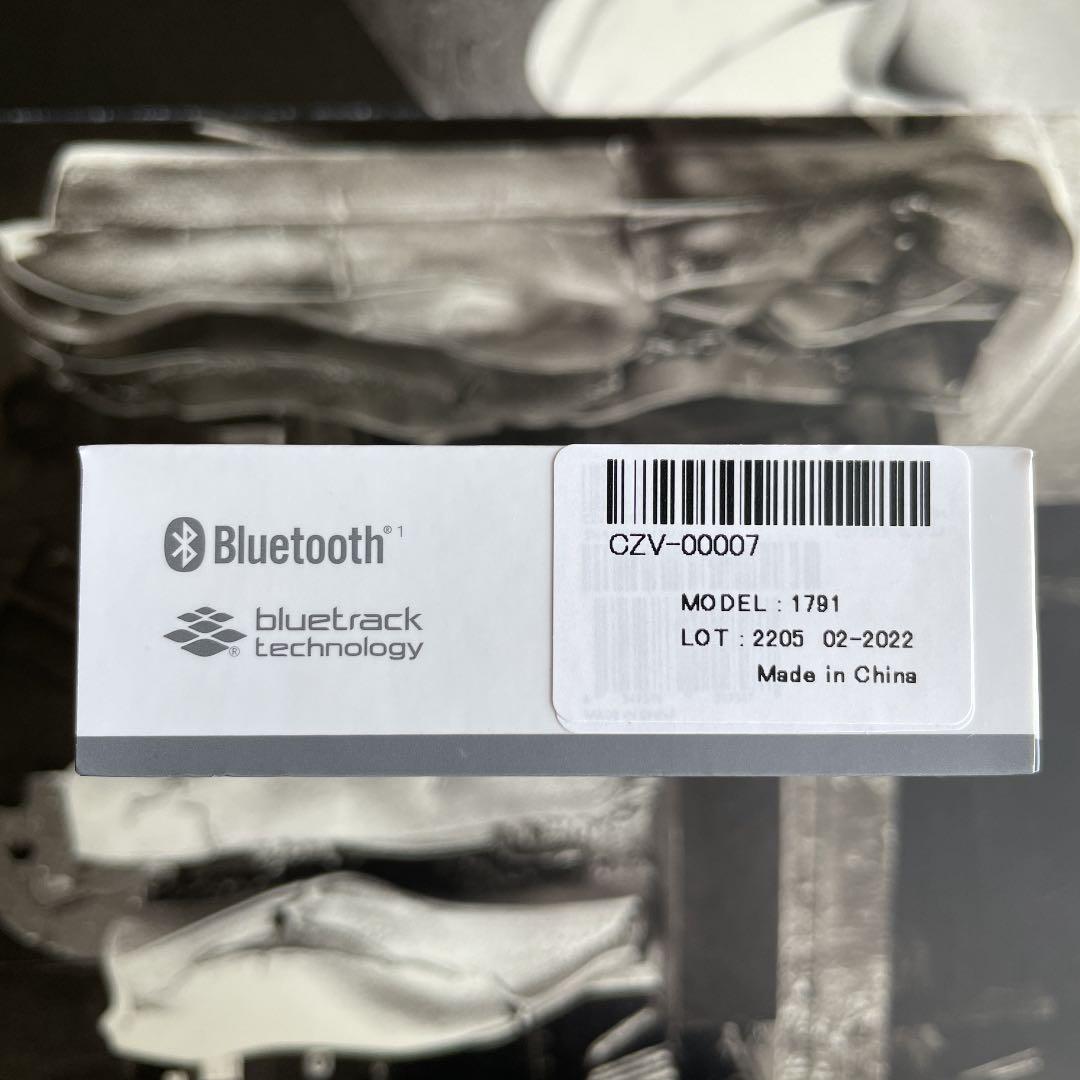 Bluetooth® 1
bluetrack
technology
®
CZV-00007
MODEL : 1791
LOT : 2205 02-2022
Made in China